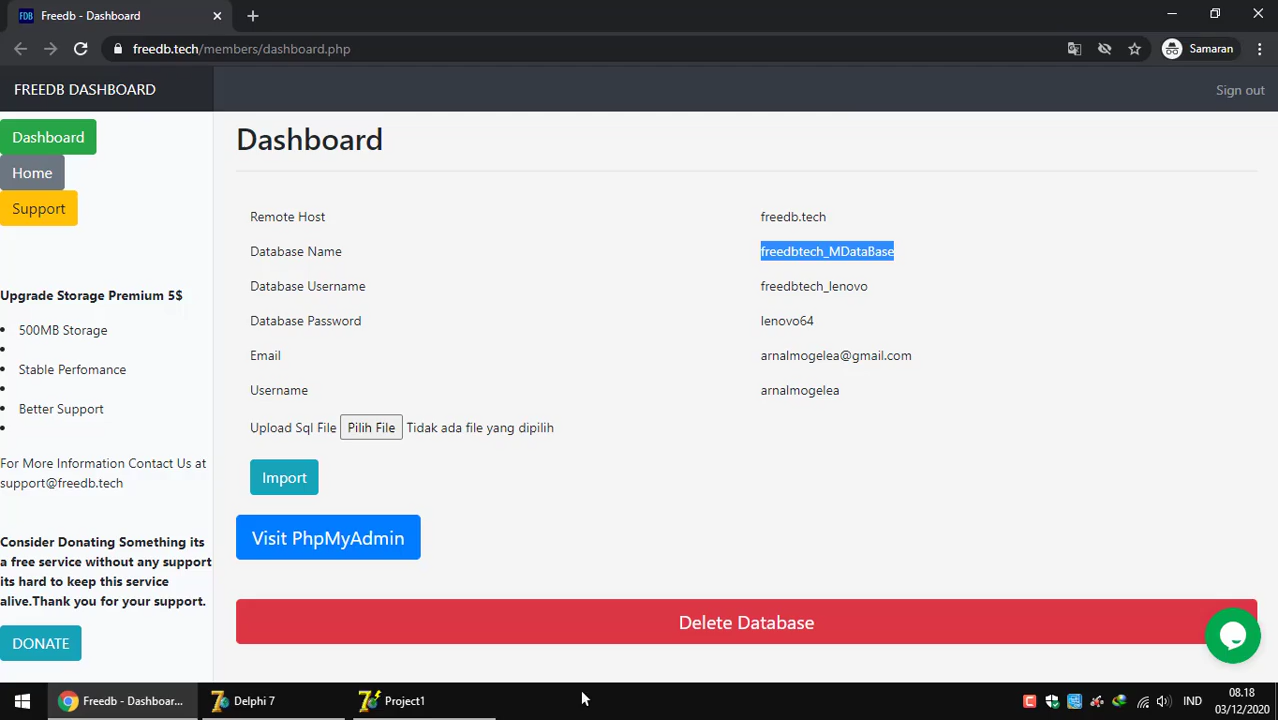 FDB Freedb - Dashboard
freedb.tech/members/dashboard.php
Samaran
FREEDB DASHBOARD
Sign out
Dashboard
Home
Support
Upgrade Storage Premium 5$
500MB Storage
Stable Perfomance
Better Support
For More Information Contact Us at
support@freedb.tech
Consider Donating Something its
a free service without any support
its hard to keep this service
alive.Thank you for your support.
DONATE
Dashboard
Remote Host freedb.tech
Database Name freedbtech_MDataBase
Database Username freedbtech_lenovo
Database Password lenovo64
Email arnalmogelea@gmail.com
Username arnalmogelea
Upload Sql File Pilih File Tidak ada file yang dipilih
Import
Visit PhpMyAdmin
Delete Database
Freedb - Dashboar...
Delphi 7
Project1
IND
08.18
03/12/2020